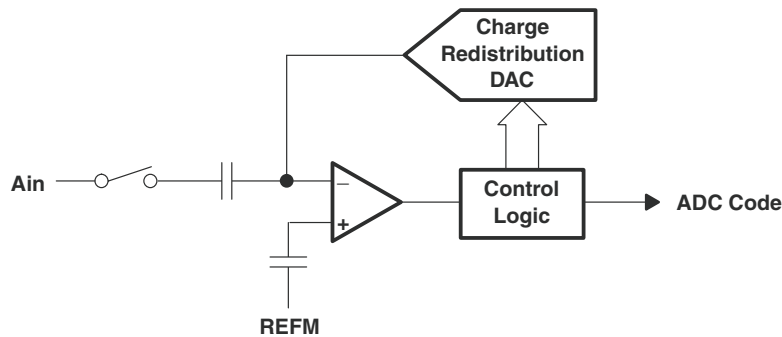 Charge
Redistribution
DAC
Ain
−
+
Control
Logic
ADC Code
REFM